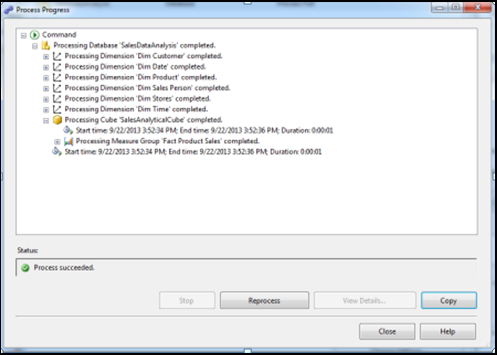 Process Progress
Command
Processing Database 'SalesDataAnalysis' completed.
Processing Dimension 'Dim Customer' completed.
Processing Dimension 'Dim Date' completed.
Processing Dimension 'Dim Product' completed.
Processing Dimension 'Dim Sales Person' completed.
Processing Dimension 'Dim Stores' completed.
Processing Dimension 'Dim Time' completed.
Processing Cube 'SalesAnalyticalCube' completed.
Start time: 9/22/2013 3:52:34 PM; End time: 9/22/2013 3:52:36 PM; Duration: 0:00:01
Processing Measure Group 'Fact Product Sales' completed.
Start time: 9/22/2013 3:52:34 PM; End time: 9/22/2013 3:52:36 PM; Duration: 0:00:01
Status:
Process succeeded.
Stop Reprocess View Details... Copy
Close Help